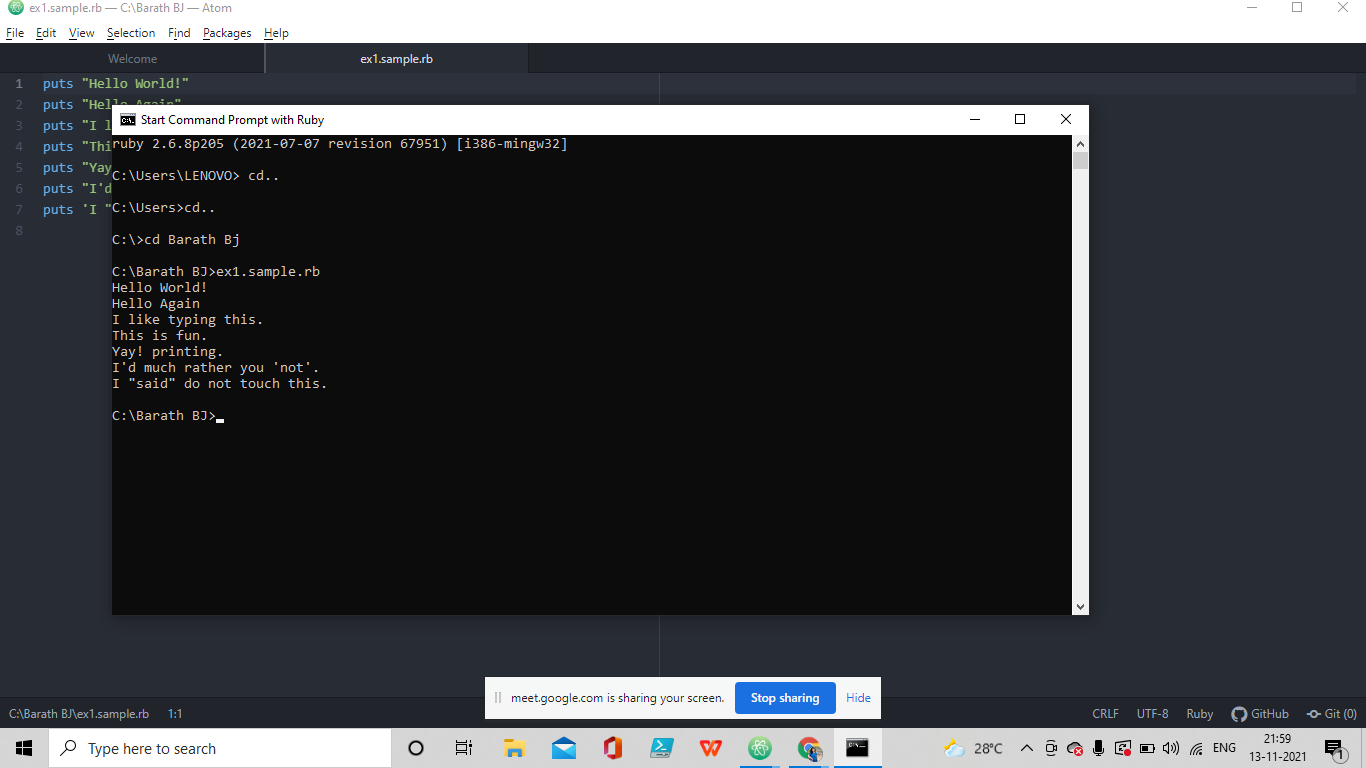 ex1.sample.rb — C:\Barath BJ — Atom
File Edit View Selection Find Packages Help
Welcome
ex1.sample.rb
1 puts "Hello World!"
2 puts "Hello Again"
3 puts "I l
4 puts "Thi
5 puts "Yay
6 puts "I'd
7 puts 'I "
8
Start Command Prompt with Ruby
ruby 2.6.8p205 (2021-07-07 revision 67951) [i386-mingw32]
C:\Users\LENOVO> cd..
C:\Users>cd..
C:\>cd Barath Bj
C:\Barath BJ>ex1.sample.rb
Hello World!
Hello Again
I like typing this.
This is fun.
Yay! printing.
I'd much rather you 'not'.
I "said" do not touch this.
C:\Barath BJ>
meet.google.com is sharing your screen. Stop sharing Hide
C:\Barath BJ\ex1.sample.rb 1:1 CRLF UTF-8 Ruby GitHub Git (0)
Type here to search
28°C
ENG
21:59
13-11-2021
1